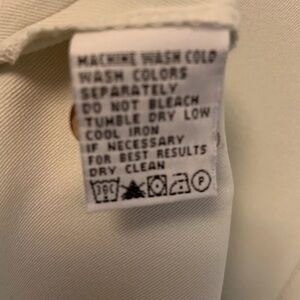 MACHINE WASH COLD
WASH COLORS
SEPARATELY
DO NOT BLEACH
TUMBLE DRY LOW
COOL IRON
IF NECESSARY
FOR BEST RESULTS
DRY CLEAN
30C P